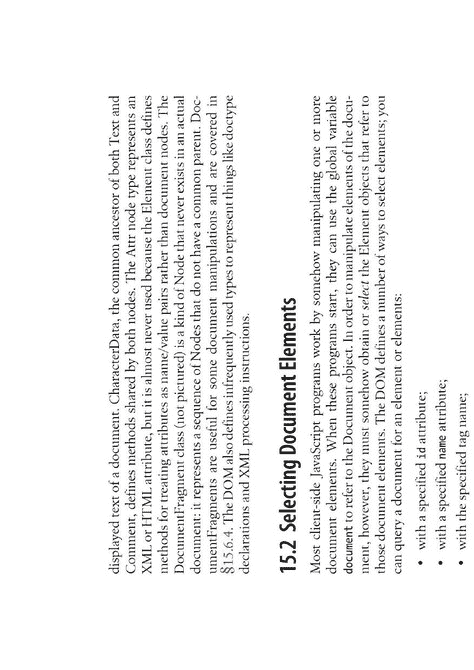 displayed text of a document. CharacterData, the common ancestor of both Text and
Comment, defines methods shared by both nodes. The Attr node type represents an
XML or HTML attribute, but it is almost never used because the Element class defines
methods for treating attributes as name/value pairs rather than document nodes. The
DocumentFragment class (not pictured) is a kind of Node that never exists in an actual
document: it represents a sequence of Nodes that do not have a common parent. Doc-
umentFragments are useful for some document manipulations and are covered in
§15.6.4. The DOM also defines infrequently used types to represent things like doctype
declarations and XML processing instructions.
15.2 Selecting Document Elements
Most client-side JavaScript programs work by somehow manipulating one or more
document elements. When these programs start, they can use the global variable
document to refer to the Document object. In order to manipulate elements of the docu-
ment, however, they must somehow obtain or select the Element objects that refer to
those document elements. The DOM defines a number of ways to select elements; you
can query a document for an element or elements:
• with a specified id attribute;
• with a specified name attribute;
• with the specified tag name;